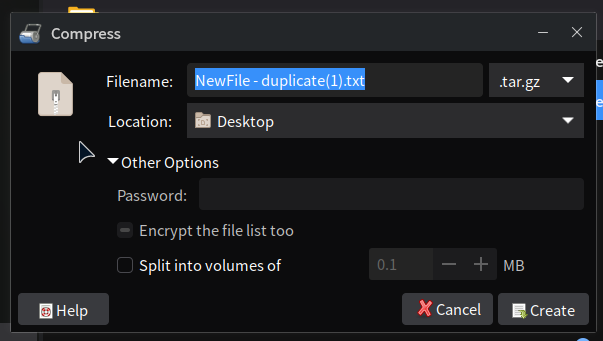 Compress
Filename: NewFile - duplicate(1).txt .tar.gz
Location: Desktop
Other Options
Password:
Encrypt the file list too
Split into volumes of 0.1 MB
Help Cancel Create